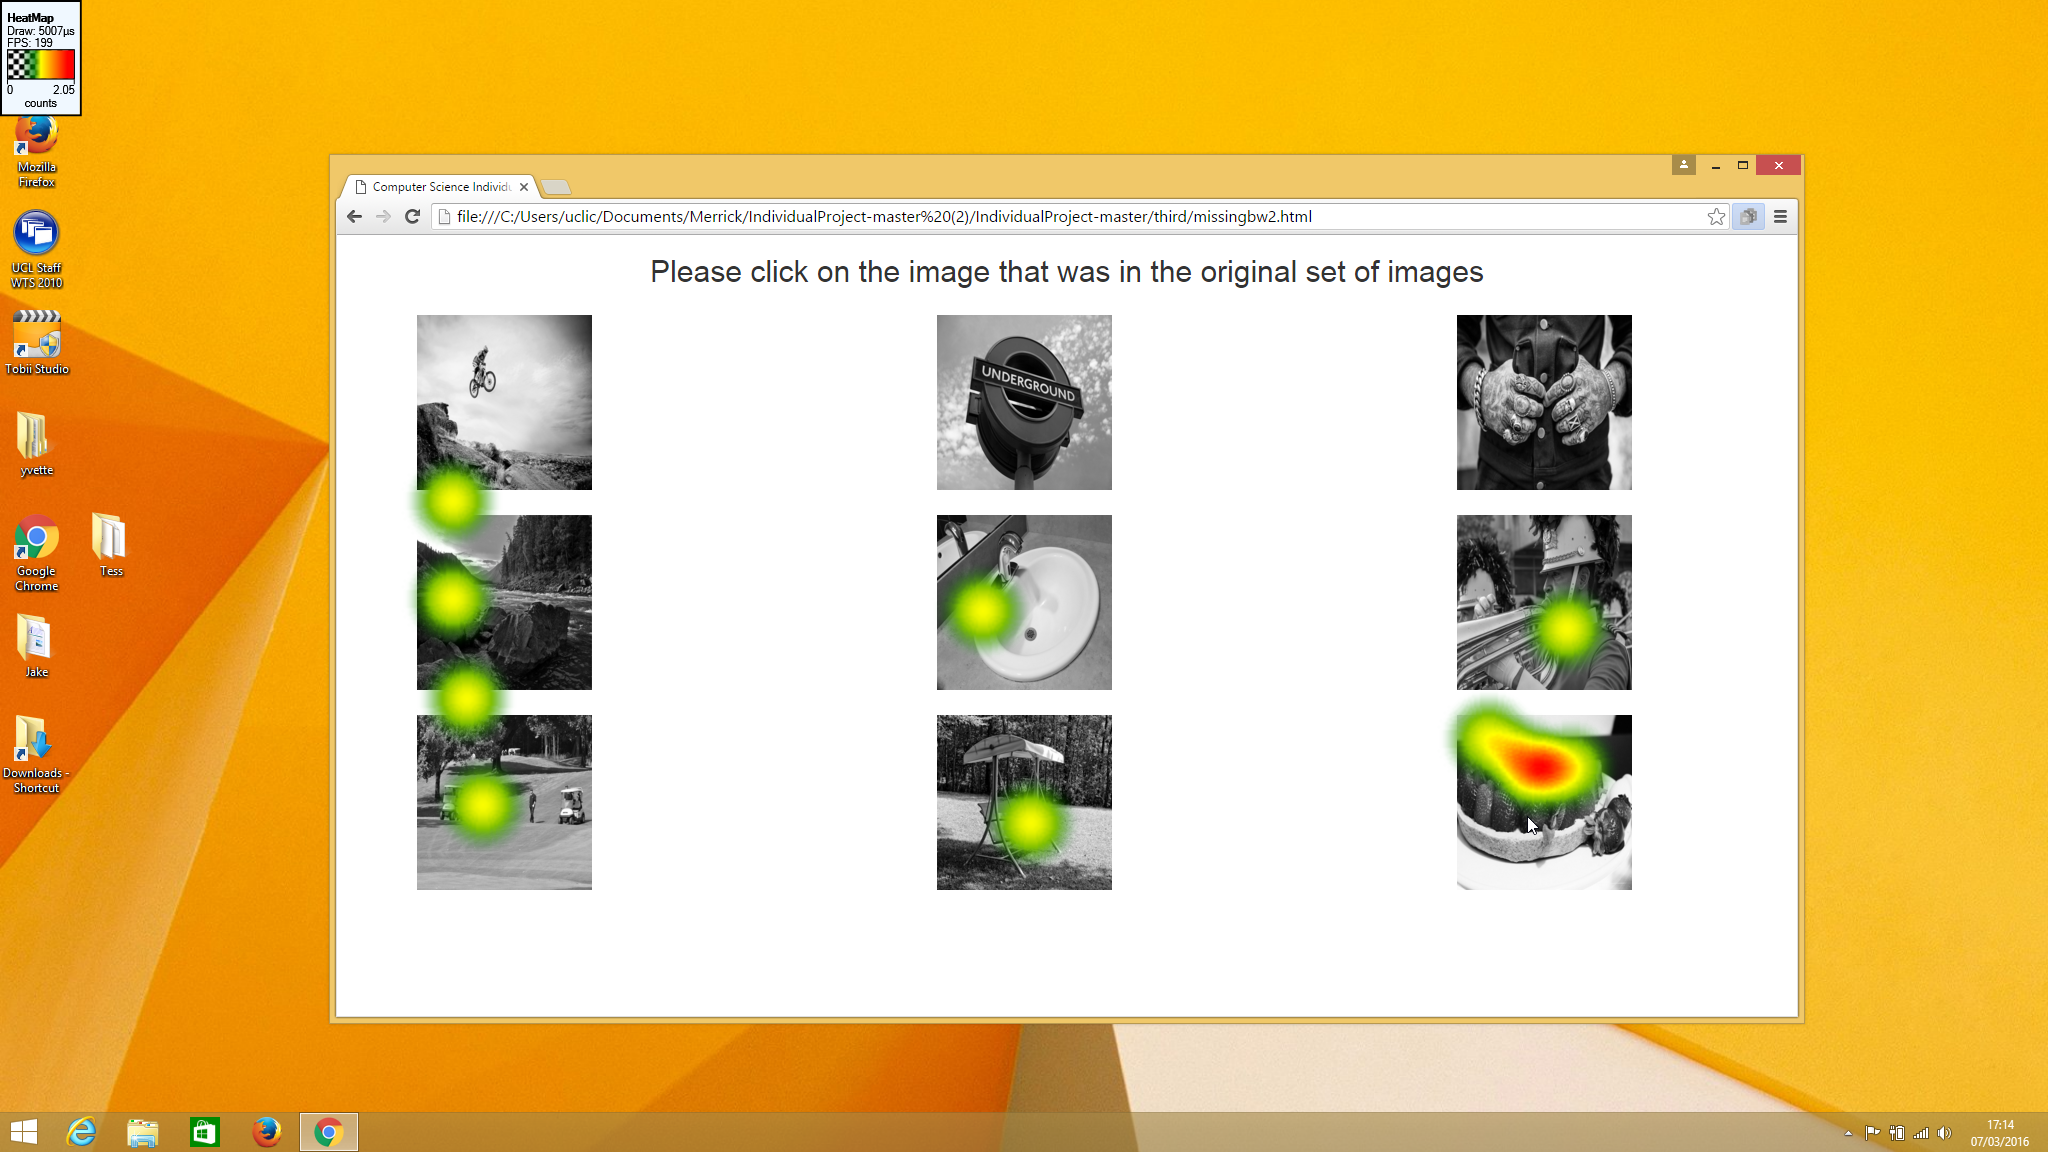 HeatMap
Draw: 5007µs
FPS: 199
0 2.05
counts
Mozilla
Firefox
UCL Staff
WTS 2010
Tobii Studio
yvette
Google
Chrome
Tess
Jake
Downloads -
Shortcut
Computer Science Individu
file:///C:/Users/uclic/Documents/Merrick/IndividualProject-master%20(2)/IndividualProject-master/third/missingbw2.html
Please click on the image that was in the original set of images
UNDERGROUND
17:14
07/03/2016